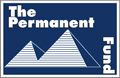 The
Permanent
Fund